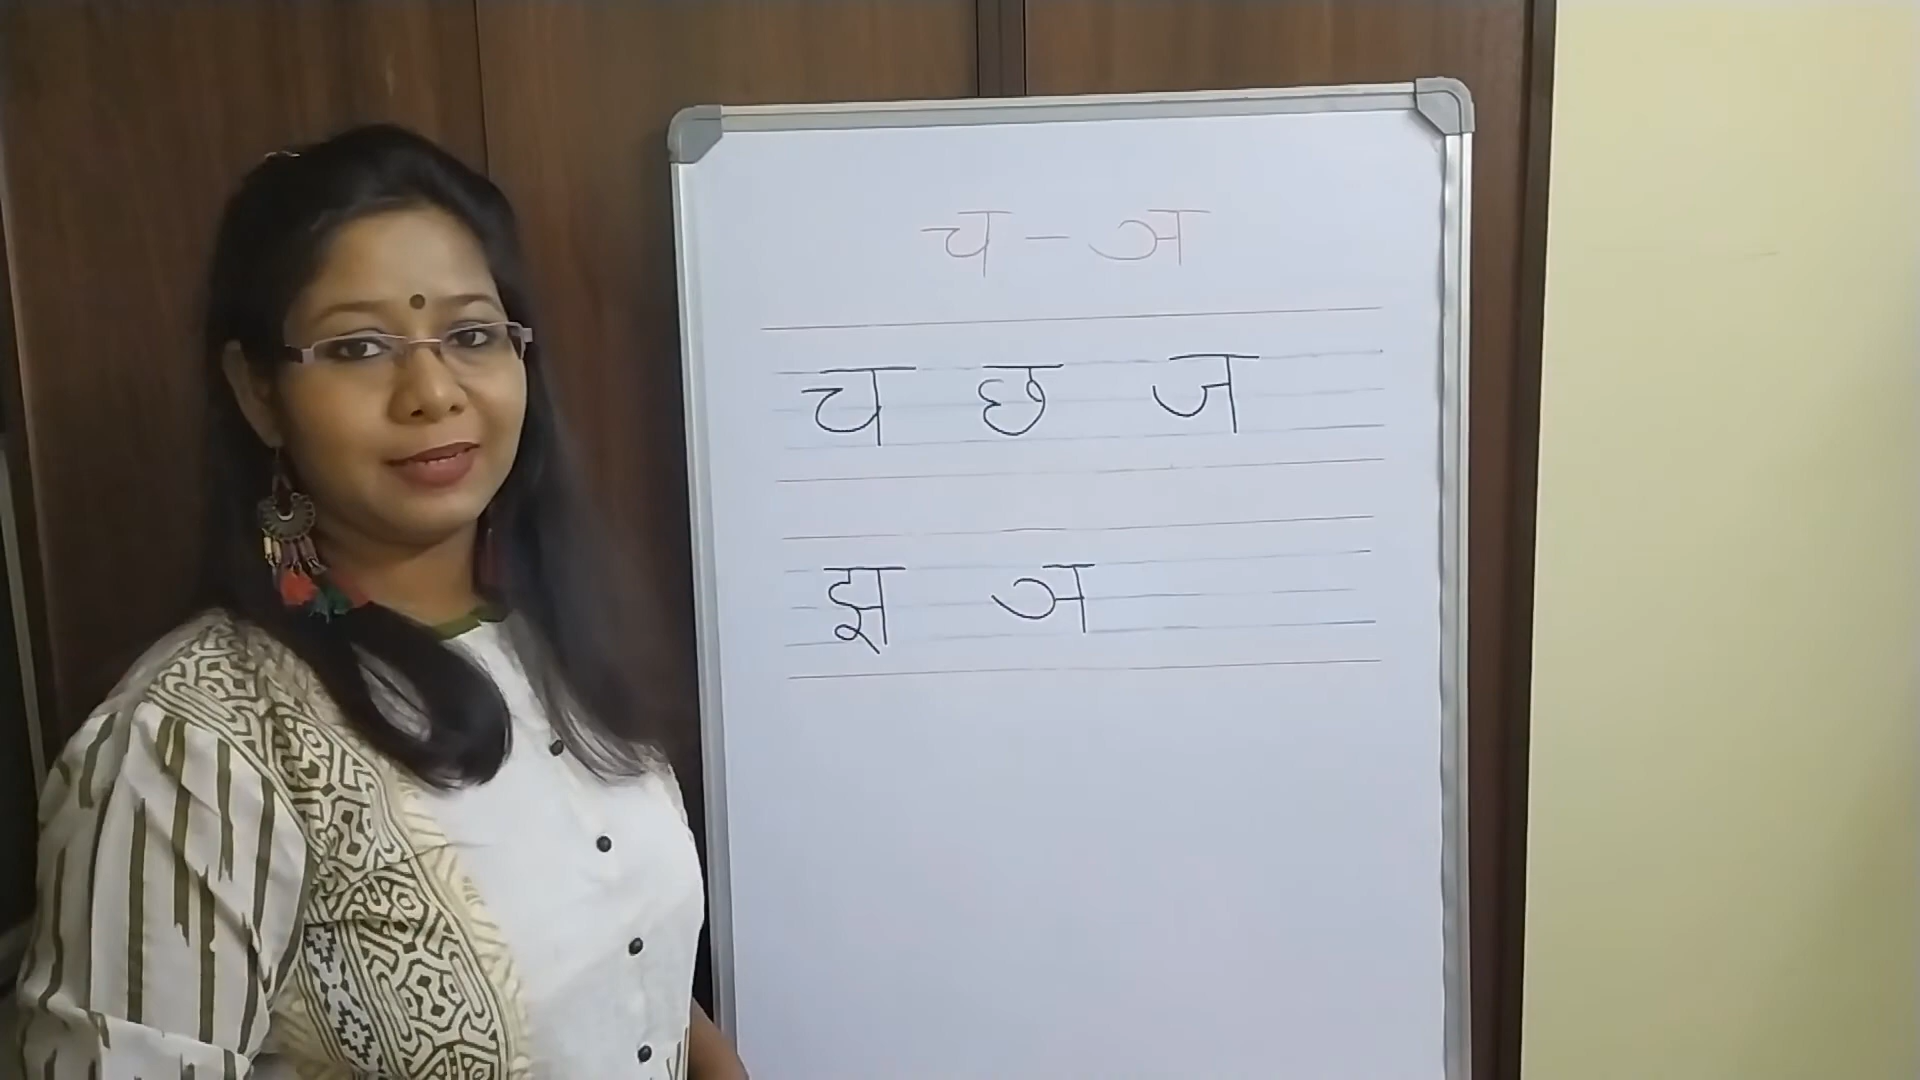 च - ञ
च छ ज
झ ञ